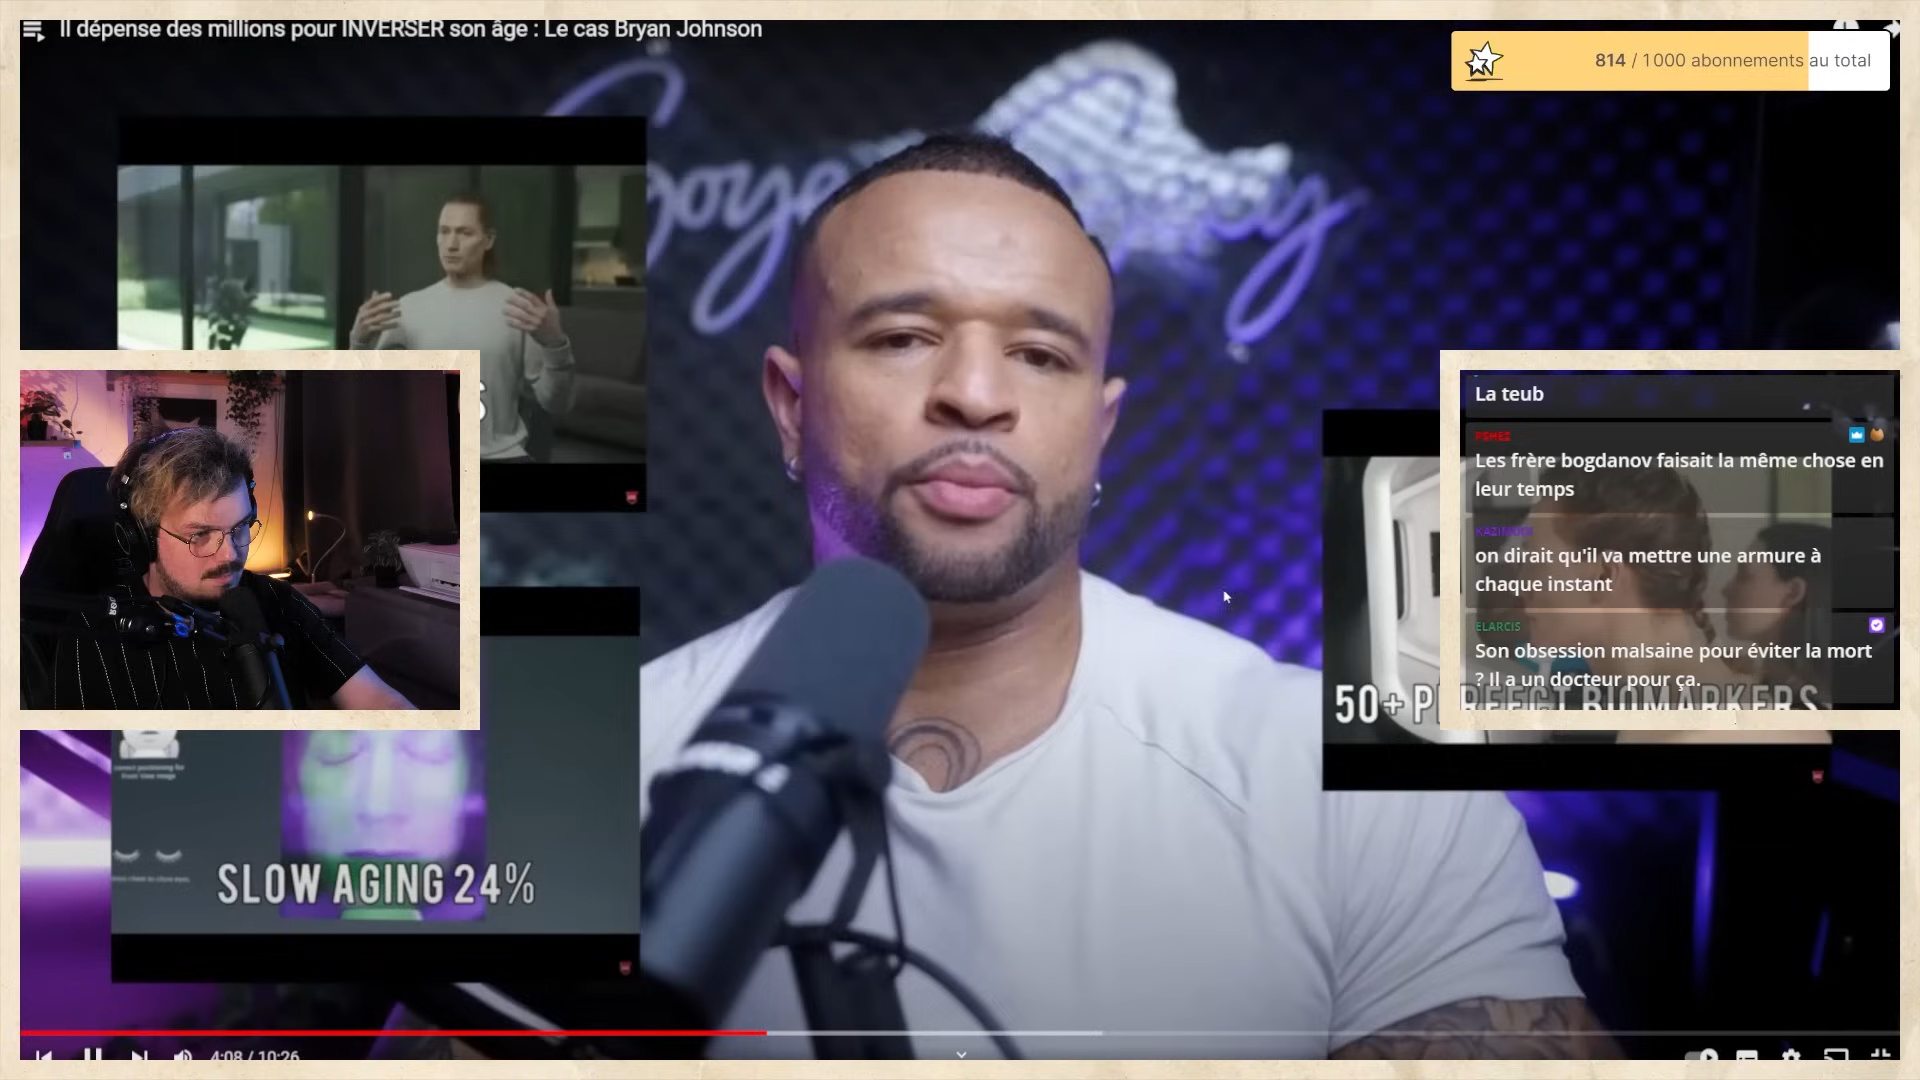 Il dépense des millions pour INVERSER son âge : Le cas Bryan Johnson
814 / 1000 abonnements au total
La teub
PSHEZ
Les frère bogdanov faisait la même chose en
leur temps
on dirait qu'il va mettre une armure à
chaque instant
ELARCIS
Son obsession malsaine pour éviter la mort
? Il a un docteur pour ça.
50+ PERFECT BIOMARKERS
SLOW AGING 24%
4:08 / 10:26